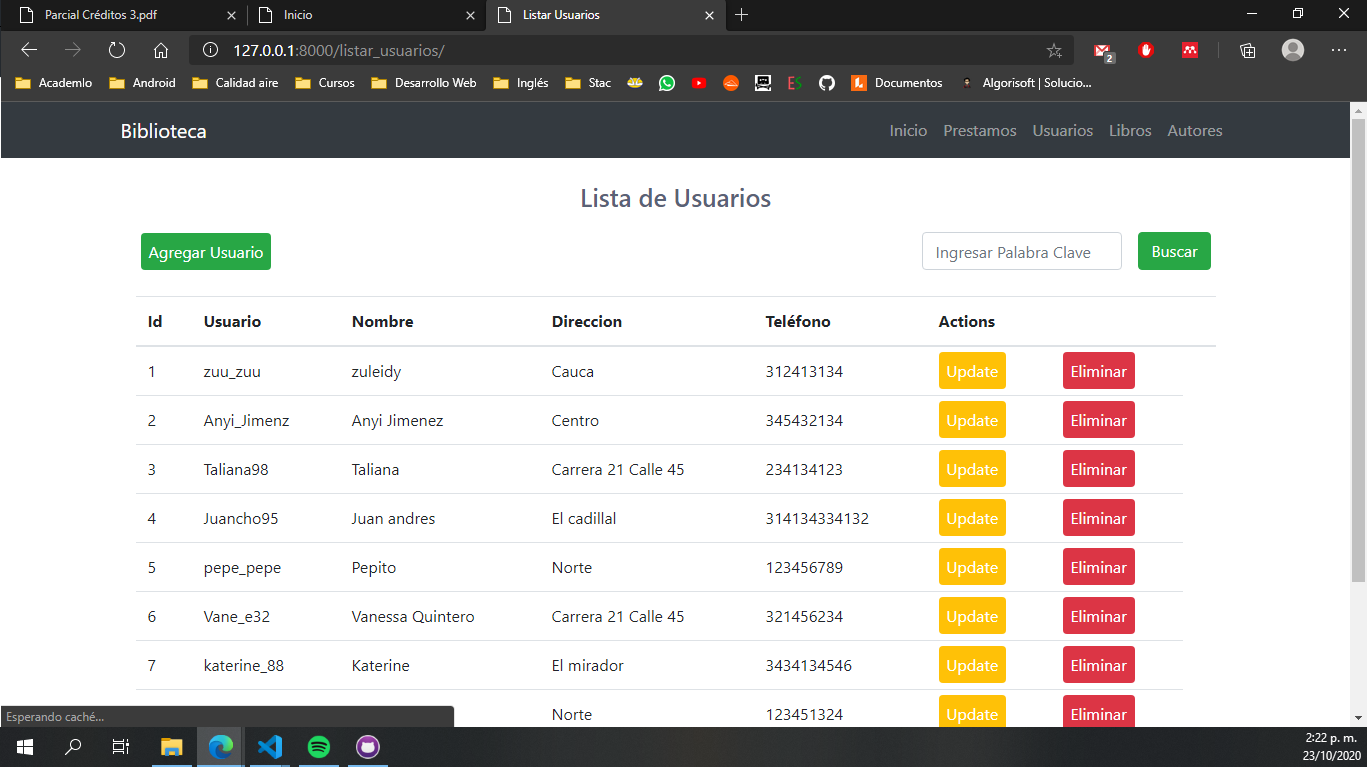 Parcial Créditos 3.pdf
Inicio
Listar Usuarios
127.0.0.1:8000/listar_usuarios/
2
Academlo
Android
Calidad aire
Cursos
Desarrollo Web
Inglés
Stac
ES
Documentos
Algorisoft | Solucio...
Biblioteca
Inicio Prestamos Usuarios Libros Autores
Lista de Usuarios
Agregar Usuario
Ingresar Palabra Clave
Buscar
Id Usuario Nombre Direccion Teléfono Actions
1 zuu_zuu zuleidy Cauca 312413134 Update Eliminar
2 Anyi_Jimenz Anyi Jimenez Centro 345432134 Update Eliminar
3 Taliana98 Taliana Carrera 21 Calle 45 234134123 Update Eliminar
4 Juancho95 Juan andres El cadillal 314134334132 Update Eliminar
5 pepe_pepe Pepito Norte 123456789 Update Eliminar
6 Vane_e32 Vanessa Quintero Carrera 21 Calle 45 321456234 Update Eliminar
7 katerine_88 Katerine El mirador 3434134546 Update Eliminar
Norte 123451324 Update Eliminar
Esperando caché...
2:22 p. m.
23/10/2020